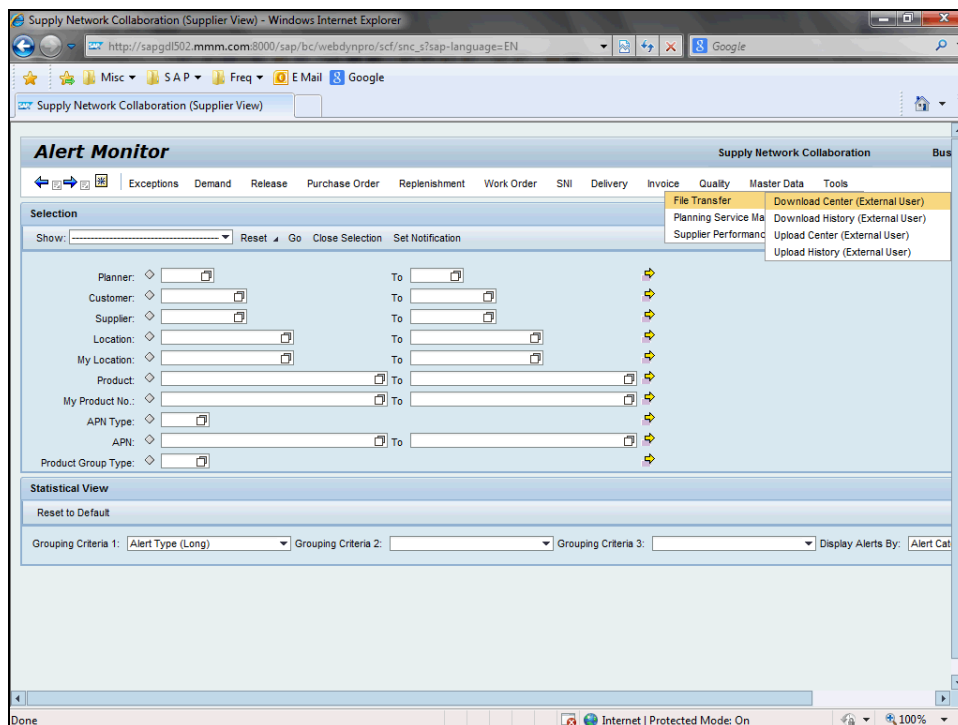 Supply Network Collaboration (Supplier View) - Windows Internet Explorer
http://sapgdl502.mmm.com:8000/sap/bc/webdynpro/scf/snc_s?sap-language=EN
Google
Misc SAP Freq E Mail Google
Supply Network Collaboration (Supplier View)
Alert Monitor Supply Network Collaboration Bus
Exceptions Demand Release Purchase Order Replenishment Work Order SNI Delivery Invoice Quality Master Data Tools
File Transfer Download Center (External User)
Planning Service Ma Download History (External User)
Supplier Performanc Upload Center (External User)
Upload History (External User)
Selection
Show: Reset Go Close Selection Set Notification
Planner: To
Customer: To
Supplier: To
Location: To
My Location: To
Product: To
My Product No.: To
APN Type:
APN: To
Product Group Type:
Statistical View
Reset to Default
Grouping Criteria 1: Alert Type (Long) Grouping Criteria 2: Grouping Criteria 3: Display Alerts By: Alert Cat
Done Internet | Protected Mode: On 100%